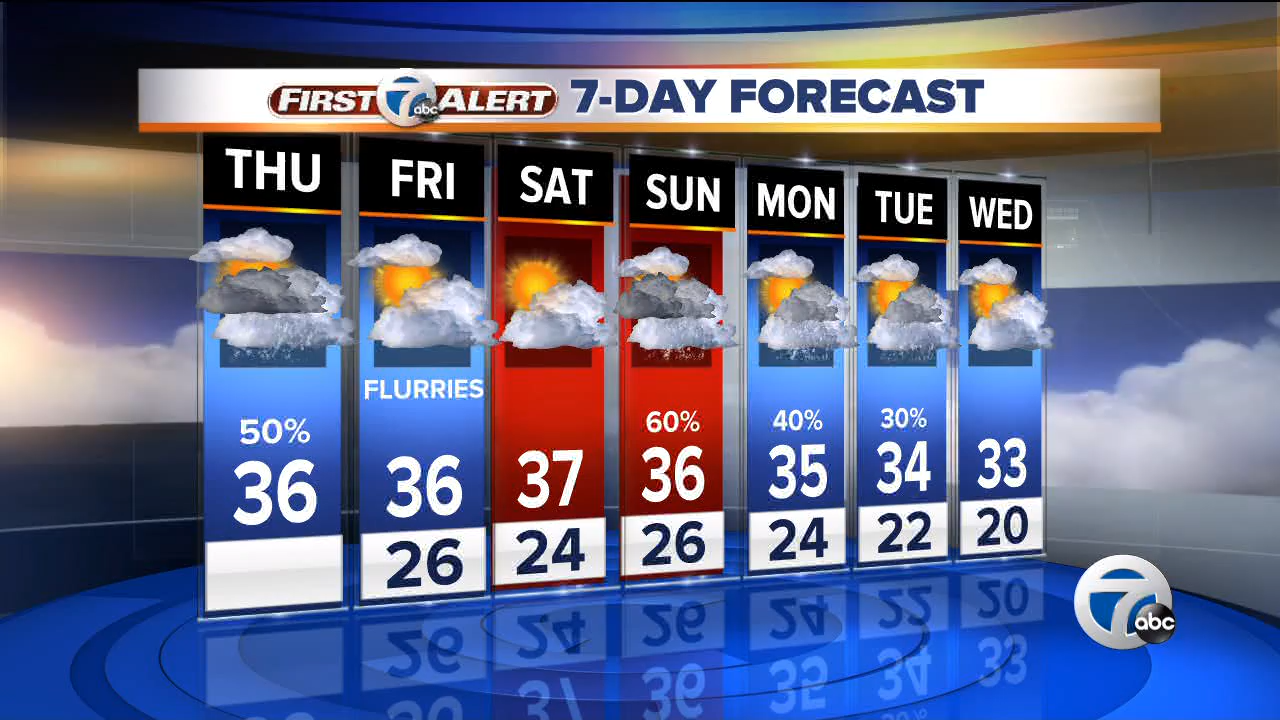 FIRST 7 abc ALERT 7-DAY FORECAST
THU FRI SAT SUN MON TUE WED
FLURRIES
50% 60% 40% 30%
36 36 37 36 35 34 33
26 24 26 24 22 20
7 abc